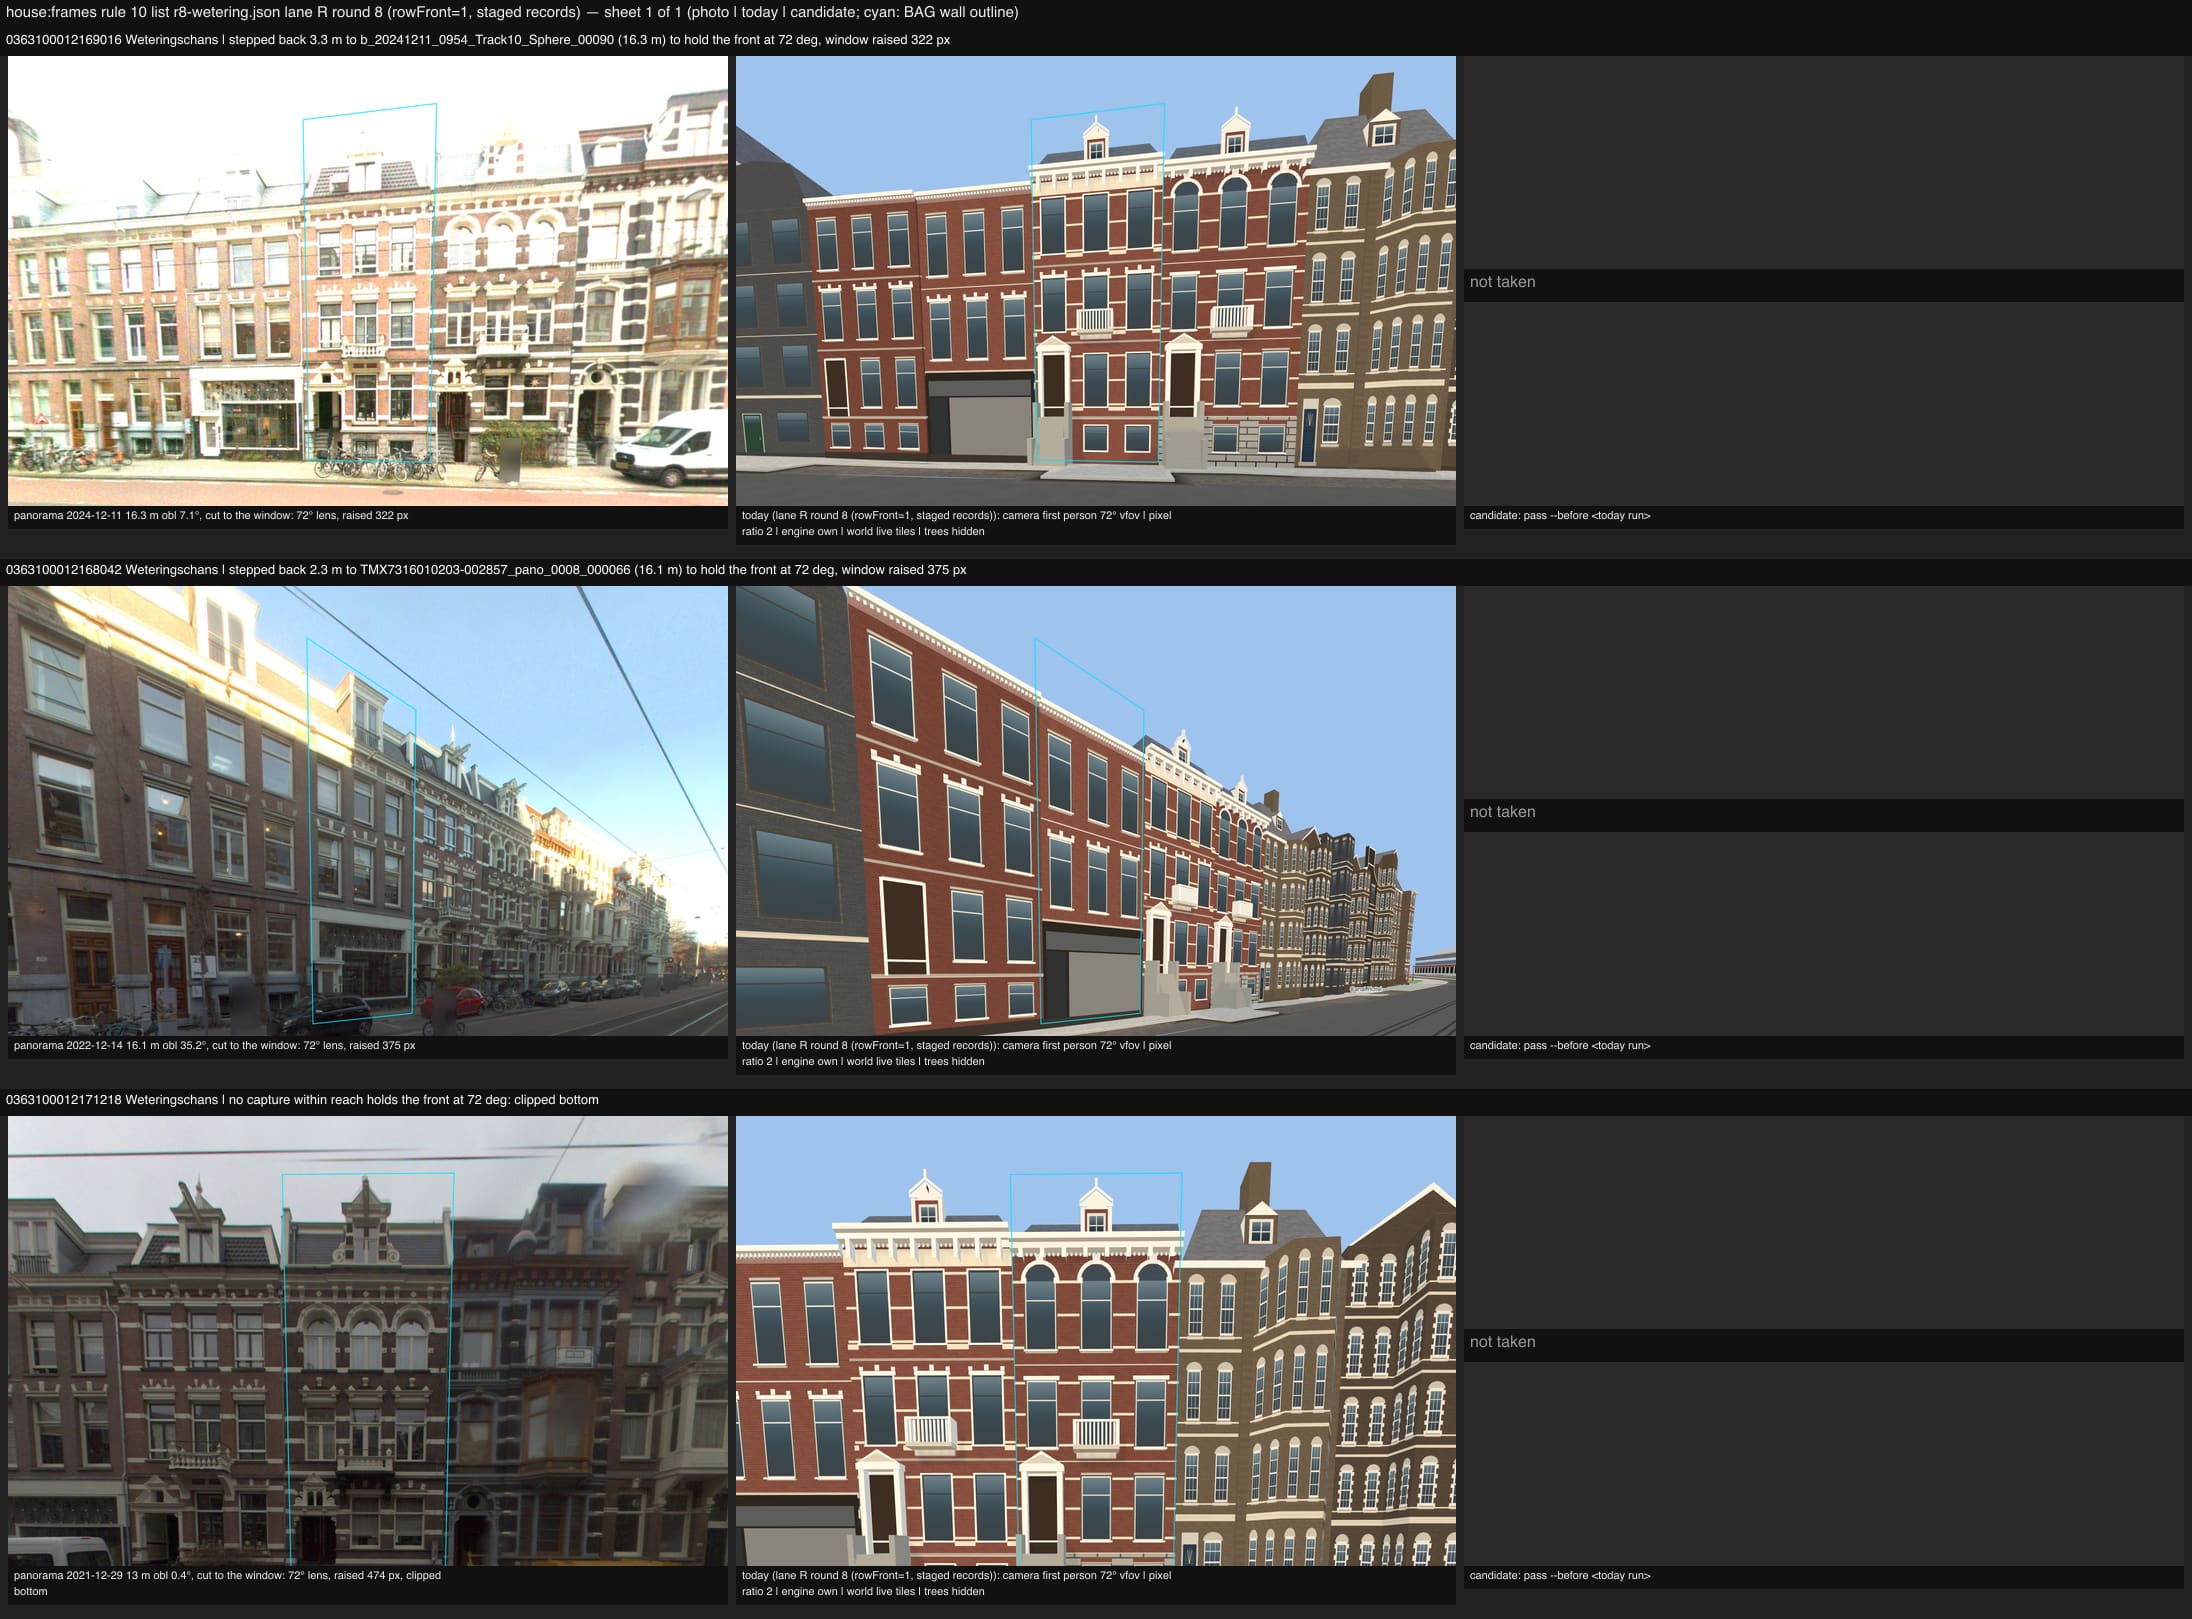 house:frames rule 10 list r8-wetering.json lane R round 8 (rowFront=1, staged records) — sheet 1 of 1 (photo | today | candidate; cyan: BAG wall outline)
0363100012169016 Weteringschans | stepped back 3.3 m to b_20241211_0954_Track10_Sphere_00090 (16.3 m) to hold the front at 72 deg, window raised 322 px
not taken
panorama 2024-12-11 16.3 m obl 7.1°, cut to the window: 72° lens, raised 322 px
today (lane R round 8 (rowFront=1, staged records)): camera first person 72° vfov | pixel
ratio 2 | engine own | world live tiles | trees hidden
candidate: pass --before <today run>
0363100012168042 Weteringschans | stepped back 2.3 m to TMX7316010203-002857_pano_0008_000066 (16.1 m) to hold the front at 72 deg, window raised 375 px
not taken
panorama 2022-12-14 16.1 m obl 35.2°, cut to the window: 72° lens, raised 375 px
today (lane R round 8 (rowFront=1, staged records)): camera first person 72° vfov | pixel
ratio 2 | engine own | world live tiles | trees hidden
candidate: pass --before <today run>
0363100012171218 Weteringschans | no capture within reach holds the front at 72 deg: clipped bottom
not taken
panorama 2021-12-29 13 m obl 0.4°, cut to the window: 72° lens, raised 474 px, clipped
bottom
today (lane R round 8 (rowFront=1, staged records)): camera first person 72° vfov | pixel
ratio 2 | engine own | world live tiles | trees hidden
candidate: pass --before <today run>